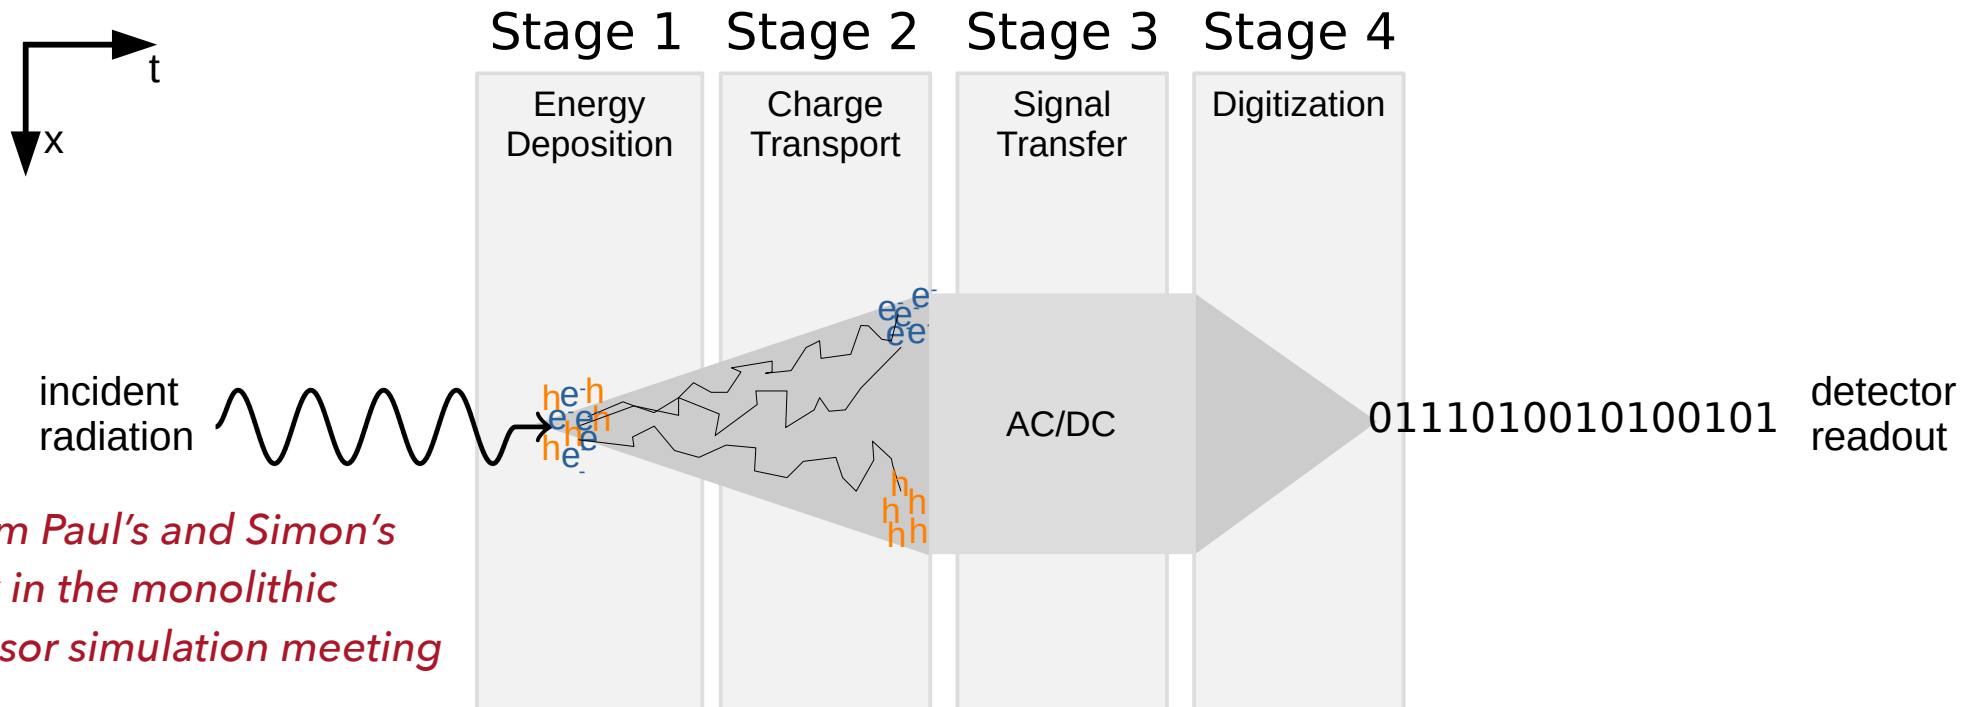 Stage 1 Stage 2 Stage 3 Stage 4
t
x
Energy
Deposition
Charge
Transport
Signal
Transfer
Digitization
e-
e- e-
e- e-
h e- h
e- e h
h e
h e
-
incident
radiation
AC/DC
0111010010100101
detector
readout
h
h h
h h
Paul's and Simon's
in the monolithic
simulation meeting